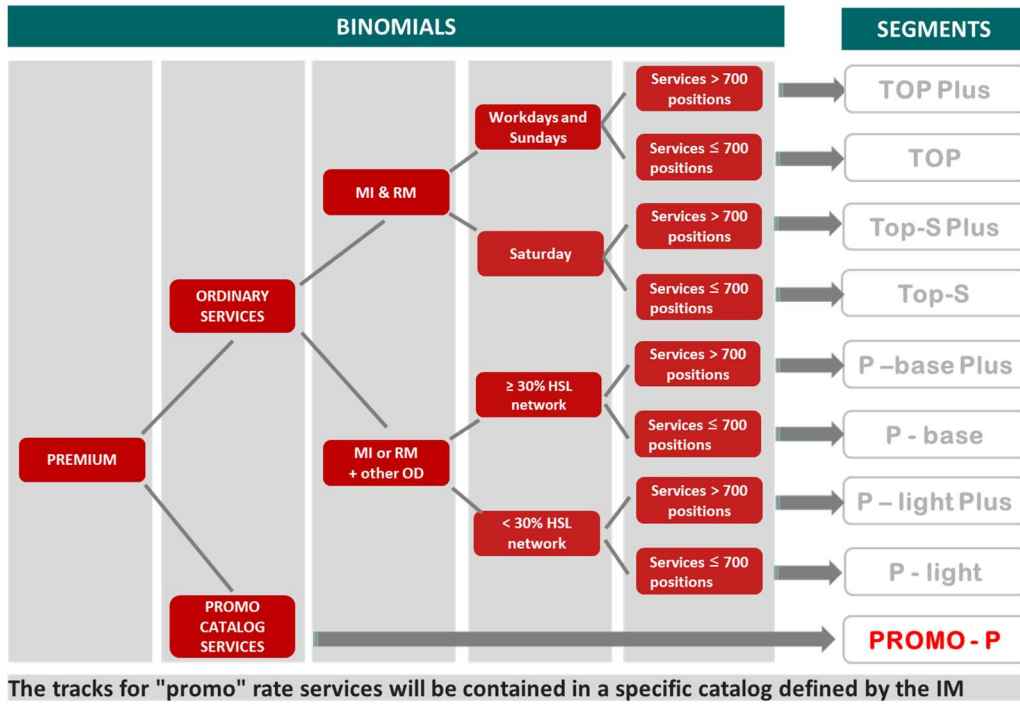 BINOMIALS
SEGMENTS
PREMIUM
ORDINARY
SERVICES
PROMO
CATALOG
SERVICES
MI & RM
MI or RM
+ other OD
Workdays and
Sundays
Saturday
≥ 30% HSL
network
< 30% HSL
network
Services > 700
positions
Services ≤ 700
positions
Services > 700
positions
Services ≤ 700
positions
Services > 700
positions
Services ≤ 700
positions
Services > 700
positions
Services ≤ 700
positions
TOP Plus
TOP
Top-S Plus
Top-S
P –base Plus
P - base
P – light Plus
P - light
PROMO - P
The tracks for "promo" rate services will be contained in a specific catalog defined by the IM